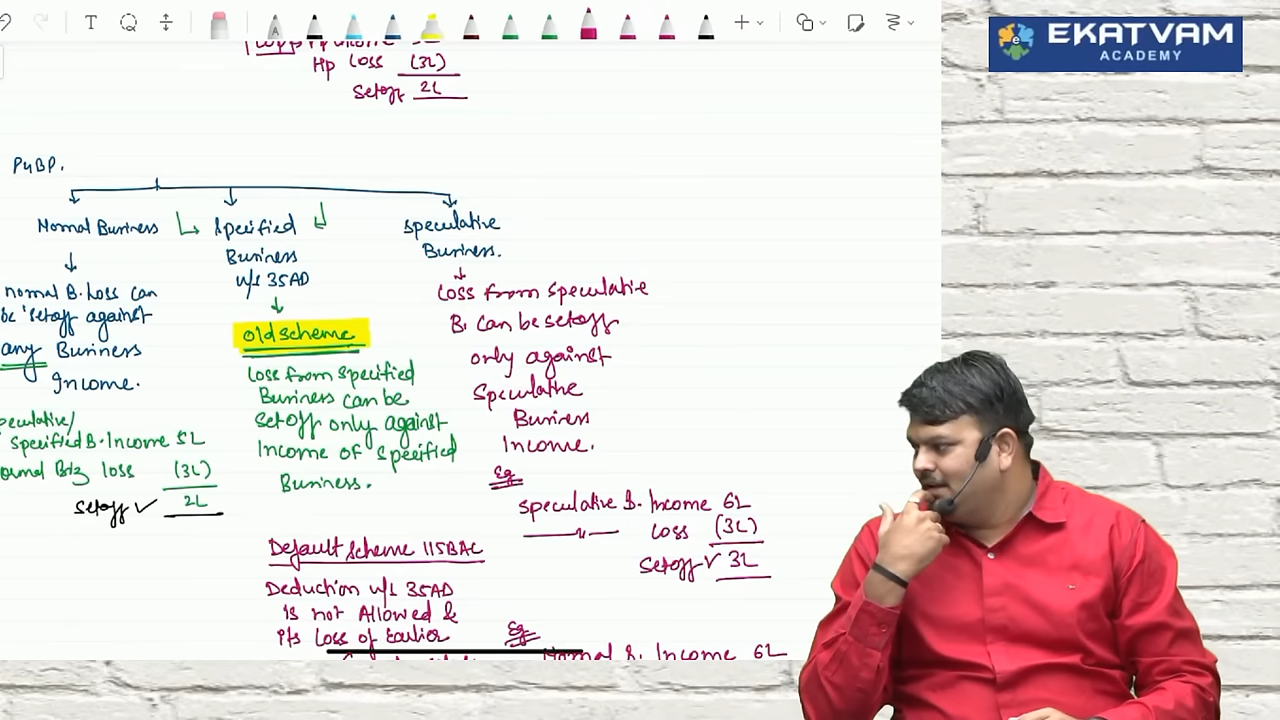 EKATVAM
ACADEMY
Hp loss (3L)
Setoff 2L
PGBP.
Normal Business
Specified
Business
u/s 35AD
Speculative
Business.
normal B. Loss can
be setoff against
any Business
Income.
Speculative/
Specified B. Income 5L
Normal Biz loss (3L)
Setoff ✓ 2L
old scheme
Loss from Specified
Business can be
Setoff only against
Income of Specified
Business.
Loss from Speculative
B. can be setoff
only against
Speculative
Business
Income.
Eg
Speculative B. Income 6L
——"—— Loss (3L)
Setoff ✓ 3L
Default Scheme 115BAC
Deduction u/s 35AD
is not Allowed &
its Loss of Earlier
Eg
Normal B. Income 6L
T
A